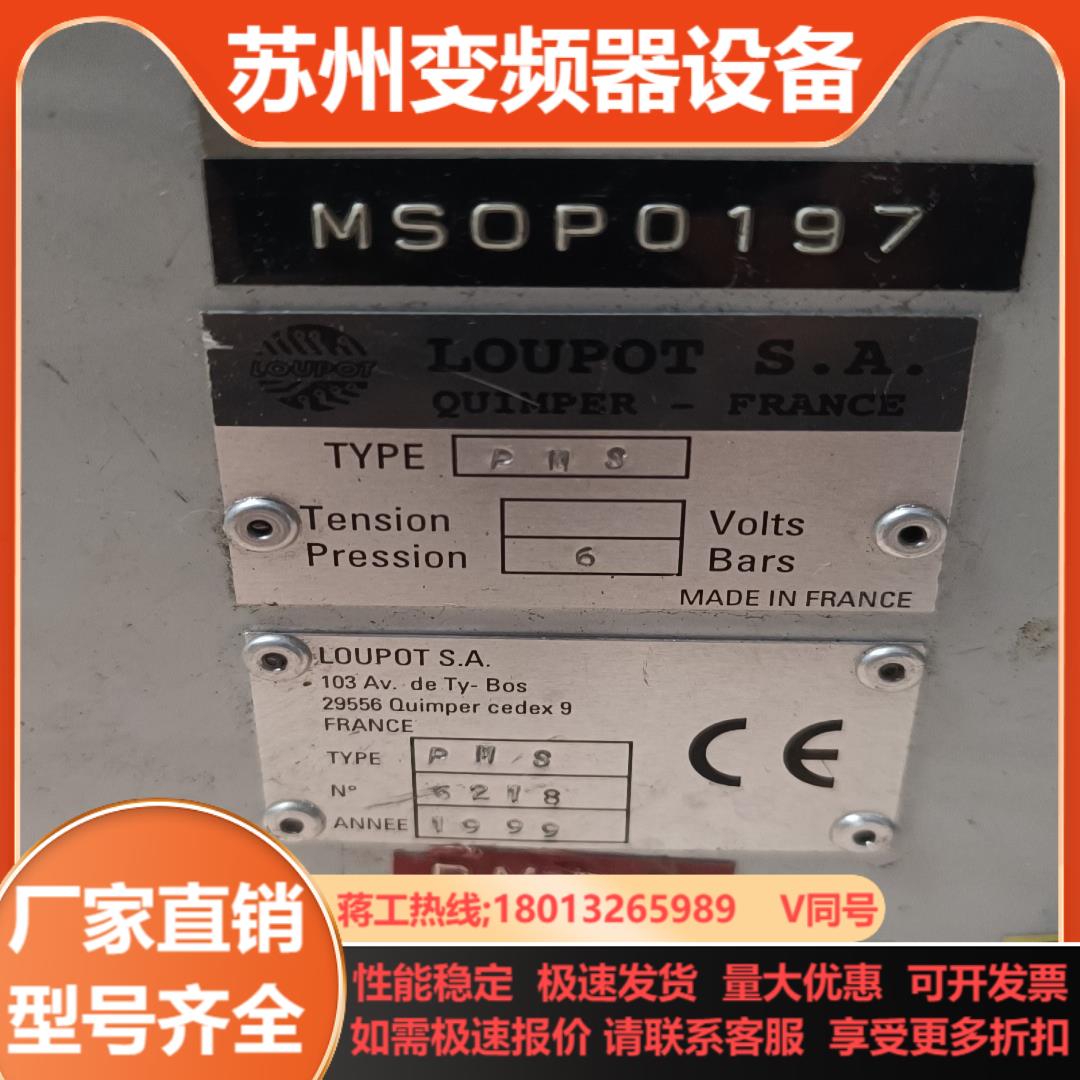 苏州变频器设备
MSOP0197
LOUPOT
LOUPOT S.A.
QUIMPER - FRANCE
TYPE PMS
Tension Volts
Pression 6 Bars
MADE IN FRANCE
LOUPOT S.A.
103 Av. de Ty-Bos
29556 Quimper cedex 9
FRANCE
TYPE PMS
N° 6218
ANNEE 1999
CE
蒋工热线;18013265989 V同号
厂家直销
型号齐全
性能稳定 极速发货 量大优惠 可开发票
如需极速报价 请联系客服 享受更多折扣